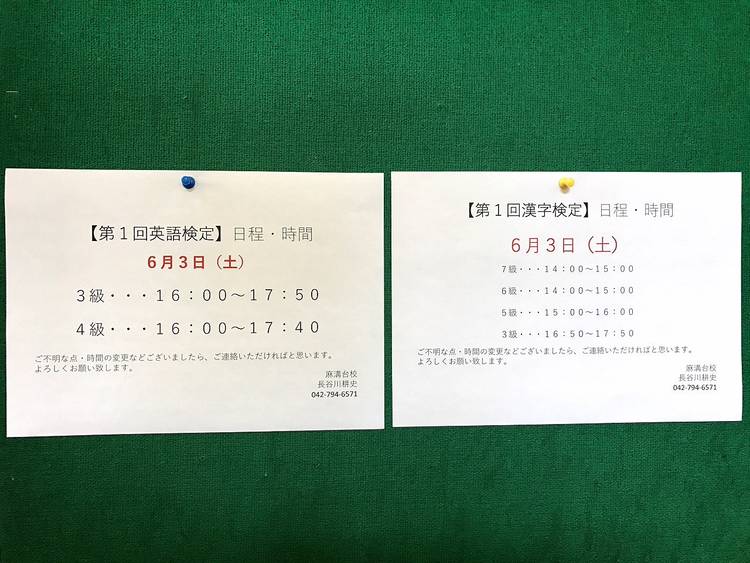 【第１回英語検定】日程・時間
６月３日（土）
３級・・・１６：００～１７：５０
４級・・・１６：００～１７：４０
ご不明な点・時間の変更などございましたら、ご連絡いただければと思います。
よろしくお願い致します。
麻溝台校
長谷川耕史
042-794-6571
【第１回漢字検定】日程・時間
６月３日（土）
７級・・・１４：００～１５：００
６級・・・１４：００～１５：００
５級・・・１５：００～１６：００
３級・・・１６：５０～１７：５０
ご不明な点・時間の変更などございましたら、ご連絡いただければと思います。
よろしくお願い致します。
麻溝台校
長谷川耕史
042-794-6571